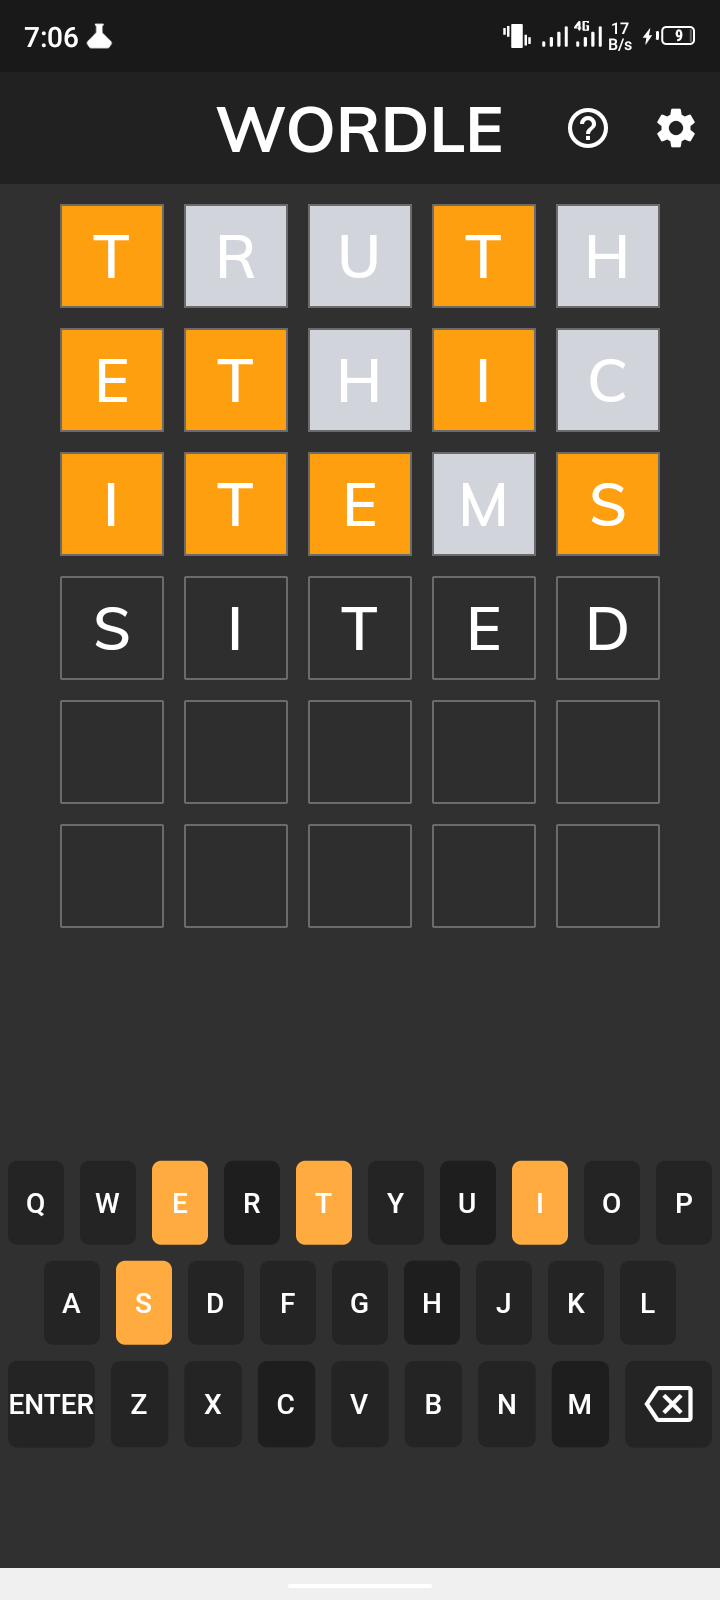 7:06 4G 17 B/s 9
WORDLE
T R U T H
E T H I C
I T E M S
S I T E D
Q W E R T Y U I O P
A S D F G H J K L
ENTER Z X C V B N M